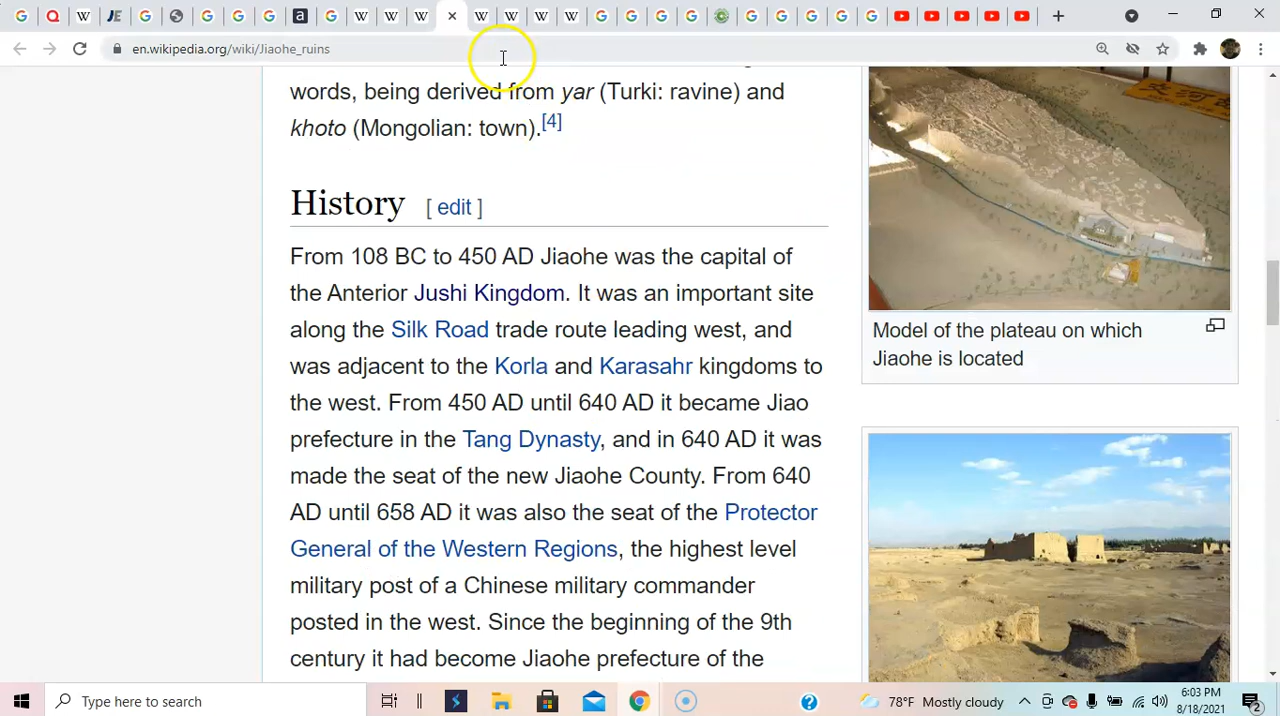 en.wikipedia.org/wiki/Jiaohe_ruins
words, being derived from yar (Turki: ravine) and
khoto (Mongolian: town).[4]
History [ edit ]
From 108 BC to 450 AD Jiaohe was the capital of
the Anterior Jushi Kingdom. It was an important site
along the Silk Road trade route leading west, and
was adjacent to the Korla and Karasahr kingdoms to
the west. From 450 AD until 640 AD it became Jiao
prefecture in the Tang Dynasty, and in 640 AD it was
made the seat of the new Jiaohe County. From 640
AD until 658 AD it was also the seat of the Protector
General of the Western Regions, the highest level
military post of a Chinese military commander
posted in the west. Since the beginning of the 9th
century it had become Jiaohe prefecture of the
Model of the plateau on which
Jiaohe is located
Type here to search
78°F Mostly cloudy
6:03 PM
8/18/2021
2